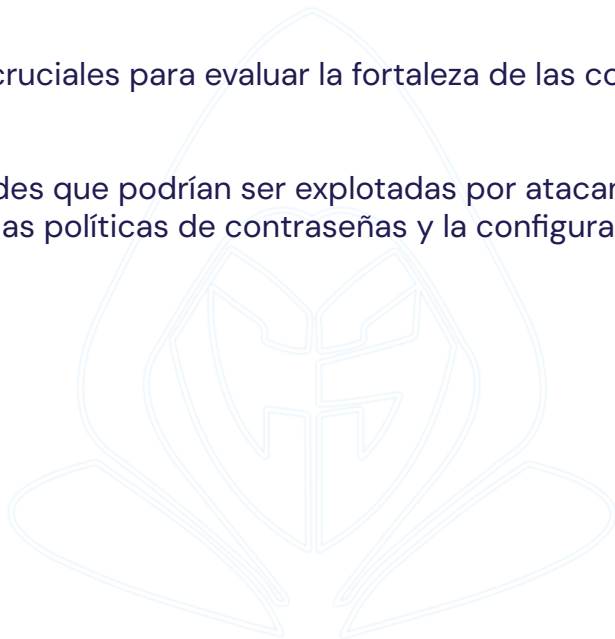 cruciales para evaluar la fortaleza de las co
des que podrían ser explotadas por atacar
las políticas de contraseñas y la configura